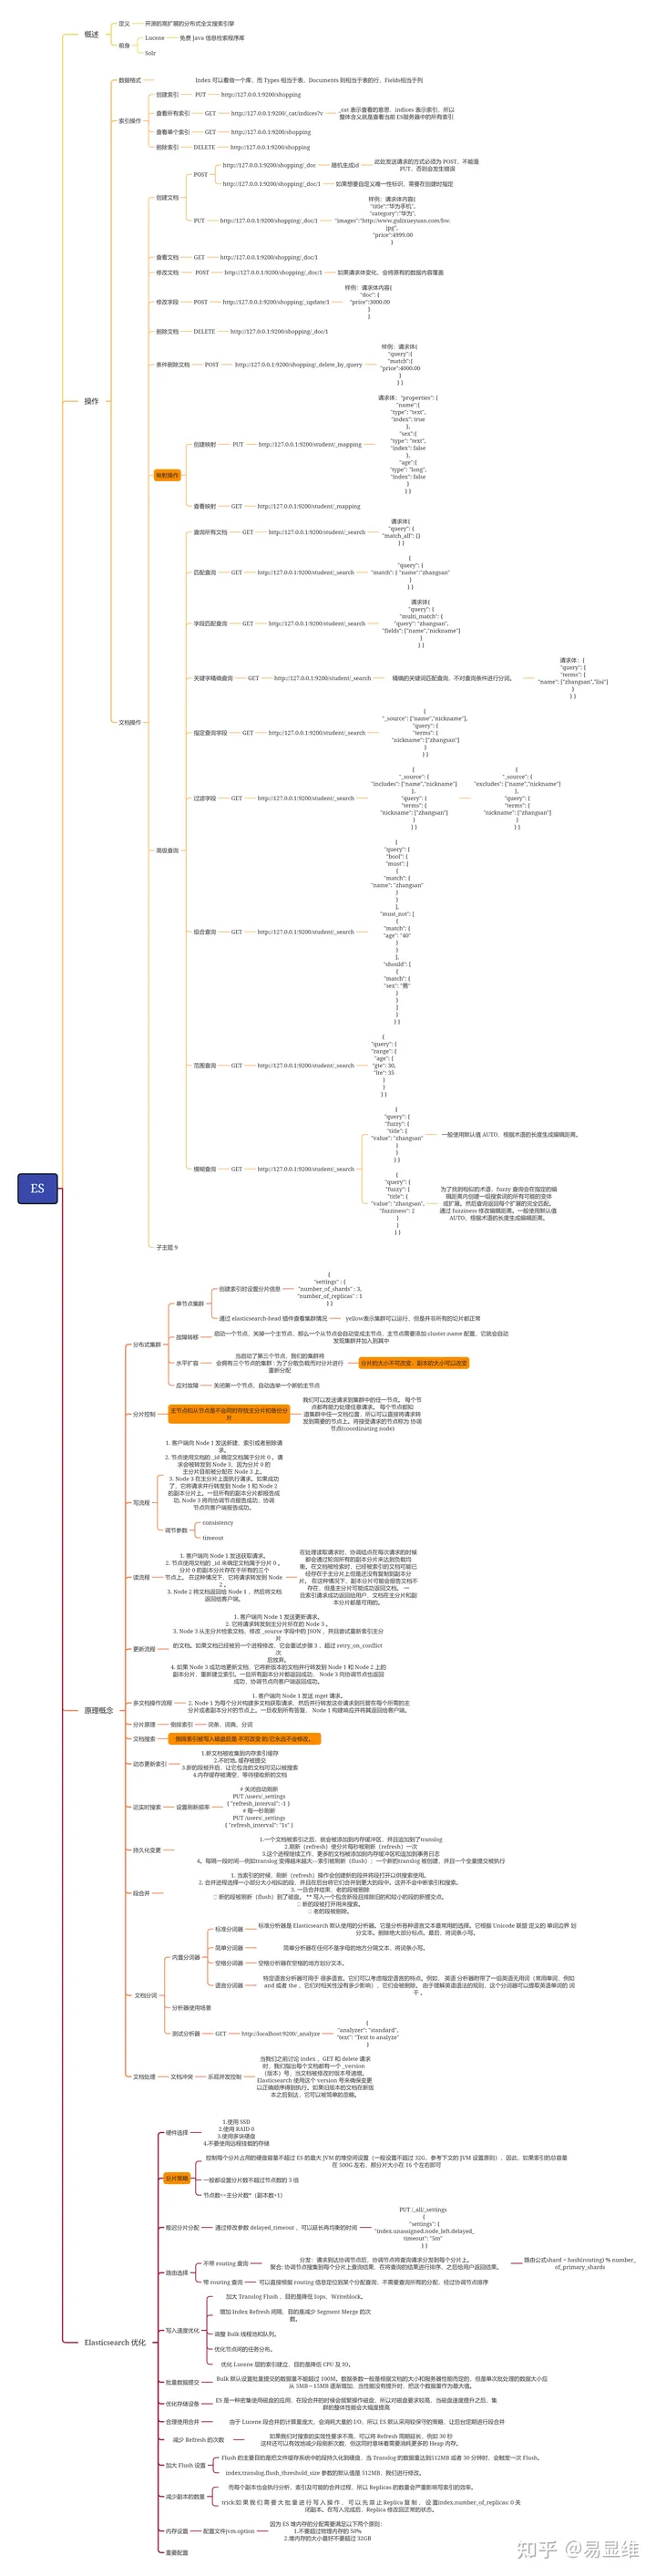 概述
定义
开源的高扩展的分布式全文搜索引擎
前身
Lucene
免费 Java 信息检索程序库
Solr
操作
数据格式
Index 可以看做一个库，而 Types 相当于表，Documents 则相当于表的行，Fields相当于列
索引操作
创建索引
PUT
http://127.0.0.1:9200/shopping
查看所有索引
GET
http://127.0.0.1:9200/_cat/indices?v
_cat 表示查看的意思，indices 表示索引，所以
整体含义就是查看当前 ES服务器中的所有索引
查看单个索引
GET
http://127.0.0.1:9200/shopping
删除索引
DELETE
http://127.0.0.1:9200/shopping
文档操作
创建文档
POST
http://127.0.0.1:9200/shopping/_doc
随机生成id
此处发送请求的方式必须为 POST，不能是
PUT，否则会发生错误
http://127.0.0.1:9200/shopping/_doc/1
如果想要自定义唯一性标识，需要在创建时指定
PUT
http://127.0.0.1:9200/shopping/_doc/1
样例：请求体内容{
"title":"华为手机",
"category":"华为",
"images":"http://www.gulixueyuan.com/hw.
jpg",
"price":4999.00
}
查看文档
GET
http://127.0.0.1:9200/shopping/_doc/1
修改文档
POST
http://127.0.0.1:9200/shopping/_doc/1
如果请求体变化，会将原有的数据内容覆盖
修改字段
POST
http://127.0.0.1:9200/shopping/_update/1
样例：请求体内容{
"doc": {
"price":3000.00
}
}
删除文档
DELETE
http://127.0.0.1:9200/shopping/_doc/1
条件删除文档
POST
http://127.0.0.1:9200/shopping/_delete_by_query
样例：请求体{
"query":{
"match":{
"price":4000.00
}
} }
映射操作
创建映射
PUT
http://127.0.0.1:9200/student/_mapping
请求体："properties": {
"name":{
"type": "text",
"index": true
},
"sex":{
"type": "text",
"index": false
},
"age":{
"type": "long",
"index": false
}
} }
查看映射
GET
http://127.0.0.1:9200/student/_mapping
高级查询
查询所有文档
GET
http://127.0.0.1:9200/student/_search
请求体{
"query": {
"match_all": {}
} }
匹配查询
GET
http://127.0.0.1:9200/student/_search
{
"query": {
"match": { "name":"zhangsan"
}
} }
字段匹配查询
GET
http://127.0.0.1:9200/student/_search
请求体{
"query": {
"multi_match": {
"query": "zhangsan",
"fields": ["name","nickname"]
}
} }
关键字精确查询
GET
http://127.0.0.1:9200/student/_search
精确的关键词匹配查询，不对查询条件进行分词。
请求体：{
"query": {
"terms": {
"name": ["zhangsan","lisi"]
}
} }
指定查询字段
GET
http://127.0.0.1:9200/student/_search
{
"_source": ["name","nickname"],
"query": {
"terms": {
"nickname": ["zhangsan"]
}
} }
过滤字段
GET
http://127.0.0.1:9200/student/_search
{
"_source": {
"includes": ["name","nickname"]
},
"query": {
"terms": {
"nickname": ["zhangsan"]
}
} }
{
"_source": {
"excludes": ["name","nickname"]
},
"query": {
"terms": {
"nickname": ["zhangsan"]
}
} }
组合查询
GET
http://127.0.0.1:9200/student/_search
{
"query": {
"bool": {
"must": [
{
"match": {
"name": "zhangsan"
}
}
],
"must_not": [
{
"match": {
"age": "40"
}
}
],
"should": [
{
"match": {
"sex": "男"
}
}
]
}
} }
范围查询
GET
http://127.0.0.1:9200/student/_search
{
"query": {
"range": {
"age": {
"gte": 30,
"lte": 35
}
}
} }
模糊查询
GET
http://127.0.0.1:9200/student/_search
{
"query": {
"fuzzy": {
"title": {
"value": "zhangsan"
}
}
} }
一般使用默认值 AUTO，根据术语的长度生成编辑距离。
{
"query": {
"fuzzy": {
"title": {
"value": "zhangsan",
"fuzziness": 2
}
}
} }
为了找到相似的术语，fuzzy 查询会在指定的编
辑距离内创建一组搜索词的所有可能的变体
或扩展。然后查询返回每个扩展的完全匹配。
通过 fuzziness 修改编辑距离。一般使用默认值
AUTO，根据术语的长度生成编辑距离。
子主题 9
ES
原理概念
分布式集群
单节点集群
创建索引时设置分片信息
{
"settings" : {
"number_of_shards" : 3,
"number_of_replicas" : 1
} }
通过 elasticsearch-head 插件查看集群情况
yellow表示集群可以运行，但是并非所有的切片都正常
故障转移
启动一个节点，关掉一个主节点，那么一个从节点会自动变成主节点，主节点需要添加 cluster.name 配置，它就会自动
发现集群并加入到其中
水平扩容
当启动了第三个节点，我们的集群将
会拥有三个节点的集群 : 为了分散负载而对分片进行
重新分配
分片的大小不可改变，副本的大小可以改变
应对故障
关闭第一个节点，自动选举一个新的主节点
分片控制
主节点和从节点是不会同时存放主分片和备份分
片
我们可以发送请求到集群中的任一节点。 每个节
点都有能力处理任意请求。 每个节点都知
道集群中任一文档位置，所以可以直接将请求转
发到需要的节点上。将接受请求的节点称为 协调
节点(coordinating node)
写流程
1. 客户端向 Node 1 发送新建、索引或者删除请
求。
2. 节点使用文档的 _id 确定文档属于分片 0 。请
求会被转发到 Node 3，因为分片 0 的
主分片目前被分配在 Node 3 上。
3. Node 3 在主分片上面执行请求。如果成功
了，它将请求并行转发到 Node 1 和 Node 2
的副本分片上。一旦所有的副本分片都报告成
功, Node 3 将向协调节点报告成功，协调
节点向客户端报告成功。
调节参数
consistency
timeout
读流程
1. 客户端向 Node 1 发送获取请求。
2. 节点使用文档的 _id 来确定文档属于分片 0 。
分片 0 的副本分片存在于所有的三个
节点上。 在这种情况下，它将请求转发到 Node
2 。
3. Node 2 将文档返回给 Node 1 ，然后将文档
返回给客户端。
在处理读取请求时，协调结点在每次请求的时候
都会通过轮询所有的副本分片来达到负载均
衡。在文档被检索时，已经被索引的文档可能已
经存在于主分片上但是还没有复制到副本分
片。 在这种情况下，副本分片可能会报告文档不
存在，但是主分片可能成功返回文档。 一
旦索引请求成功返回给用户，文档在主分片和副
本分片都是可用的。
更新流程
1. 客户端向 Node 1 发送更新请求。
2. 它将请求转发到主分片所在的 Node 3 。
3. Node 3 从主分片检索文档，修改 _source 字段中的 JSON ，并且尝试重新索引主分
片
的文档。如果文档已经被另一个进程修改，它会重试步骤 3 ，超过 retry_on_conflict
次
后放弃。
4. 如果 Node 3 成功地更新文档，它将新版本的文档并行转发到 Node 1 和 Node 2 上的
副本分片，重新建立索引。一旦所有副本分片都返回成功， Node 3 向协调节点也返回
成功，协调节点向客户端返回成功。
多文档操作流程
1. 客户端向 Node 1 发送 mget 请求。
2. Node 1 为每个分片构建多文档获取请求，然后并行转发这些请求到托管在每个所需的主
分片或者副本分片的节点上。一旦收到所有答复， Node 1 构建响应并将其返回给客户端。
分片原理
倒排索引
词条，词典，分词
文档搜索
倒排索引被写入磁盘后是 不可改变 的:它永远不会修改。
动态更新索引
1.新文档被收集到内存索引缓存
2.不时地, 缓存被提交
3.新的段被开启，让它包含的文档可见以被搜索
4.内存缓存被清空，等待接收新的文档
近实时搜索
设置刷新频率
# 关闭自动刷新
PUT /users/_settings
{ "refresh_interval": -1 }
# 每一秒刷新
PUT /users/_settings
{ "refresh_interval": "1s" }
持久化变更
1.一个文档被索引之后，就会被添加到内存缓冲区，并且追加到了translog
2.刷新（refresh）使分片每秒被刷新（refresh）一次
3.这个进程继续工作，更多的文档被添加到内存缓冲区和追加到事务日志
4。每隔一段时间—例如translog 变得越来越大—索引被刷新（flush）；一个新的translog 被创建，并且一个全量提交被执行
段合并
1. 当索引的时候，刷新（refresh）操作会创建新的段并将段打开以供搜索使用。
2. 合并进程选择一小部分大小相似的段，并且在后台将它们合并到更大的段中。这并不会中断索引和搜索。
3. 一旦合并结束，老的段被删除
 新的段被刷新（flush）到了磁盘。 ** 写入一个包含新段且排除旧的和较小的段的新提交点。
 新的段被打开用来搜索。
 老的段被删除。
文档分词
内置分词器
标准分词器
标准分析器是 Elasticsearch 默认使用的分析器。它是分析各种语言文本最常用的选择。它根据 Unicode 联盟 定义的 单词边界 划
分文本。删除绝大部分标点。最后，将词条小写。
简单分词器
简单分析器在任何不是字母的地方分隔文本，将词条小写。
空格分词器
空格分析器在空格的地方划分文本。
语言分词器
特定语言分析器可用于 很多语言。它们可以考虑指定语言的特点。例如， 英语 分析器附带了一组英语无用词（常用单词，例如
and 或者 the ，它们对相关性没有多少影响），它们会被删除。 由于理解英语语法的规则，这个分词器可以提取英语单词的 词
干 。
分析器使用场景
测试分析器
GET
http://localhost:9200/_analyze
{
"analyzer": "standard",
"text": "Text to analyze"
}
文档处理
文档冲突
乐观并发控制
当我们之前讨论 index ，GET 和 delete 请求
时，我们指出每个文档都有一个 _version
（版本）号，当文档被修改时版本号递增。
Elasticsearch 使用这个 version 号来确保变更
以正确顺序得到执行。如果旧版本的文档在新版
本之后到达，它可以被简单的忽略。
Elasticsearch 优化
硬件选择
1.使用 SSD
2.使用 RAID 0
3.使用多块硬盘
4.不要使用远程挂载的存储
分片策略
控制每个分片占用的硬盘容量不超过 ES 的最大 JVM 的堆空间设置（一般设置不超过 32G，参考下文的 JVM 设置原则），因此，如果索引的总容量
在 500G 左右，那分片大小在 16 个左右即可
一般都设置分片数不超过节点数的 3 倍
节点数<=主分片数*（副本数+1）
推迟分片分配
通过修改参数 delayed_timeout ，可以延长再均衡的时间
PUT /_all/_settings
{
"settings": {
"index.unassigned.node_left.delayed_
timeout": "5m"
} }
路由选择
不带 routing 查询
分发：请求到达协调节点后，协调节点将查询请求分发到每个分片上。
聚合: 协调节点搜集到每个分片上查询结果，在将查询的结果进行排序，之后给用户返回结果。
路由公式shard = hash(routing) % number_
of_primary_shards
带 routing 查询
可以直接根据 routing 信息定位到某个分配查询，不需要查询所有的分配，经过协调节点排序
写入速度优化
加大 Translog Flush ，目的是降低 Iops、Writeblock。
增加 Index Refresh 间隔，目的是减少 Segment Merge 的次
数。
调整 Bulk 线程池和队列。
优化节点间的任务分布。
优化 Lucene 层的索引建立，目的是降低 CPU 及 IO。
批量数据提交
Bulk 默认设置批量提交的数据量不能超过 100M。数据条数一般是根据文档的大小和服务器性能而定的，但是单次批处理的数据大小应
从 5MB～15MB 逐渐增加，当性能没有提升时，把这个数据量作为最大值。
优化存储设备
ES 是一种密集使用磁盘的应用，在段合并的时候会频繁操作磁盘，所以对磁盘要求较高，当磁盘速度提升之后，集
群的整体性能会大幅度提高
合理使用合并
由于 Lucene 段合并的计算量庞大，会消耗大量的 I/O，所以 ES 默认采用较保守的策略，让后台定期进行段合并
减少 Refresh 的次数
如果我们对搜索的实效性要求不高，可以将 Refresh 周期延长，例如 30 秒
这样还可以有效地减少段刷新次数，但这同时意味着需要消耗更多的 Heap 内存。
加大 Flush 设置
Flush 的主要目的是把文件缓存系统中的段持久化到硬盘，当 Translog 的数据量达到512MB 或者 30 分钟时，会触发一次 Flush。
index.translog.flush_threshold_size 参数的默认值是 512MB，我们进行修改。
减少副本的数量
而每个副本也会执行分析、索引及可能的合并过程，所以 Replicas 的数量会严重影响写索引的效率。
trick:如果我们需要大批量进行写入操作，可以先禁止Replica复制，设置index.number_of_replicas: 0 关
闭副本。在写入完成后，Replica 修改回正常的状态。
内存设置
配置文件jvm.option
因为 ES 堆内存的分配需要满足以下两个原则：
1.不要超过物理内存的 50%
2.堆内存的大小最好不要超过 32GB
重要配置
知乎 @易显维